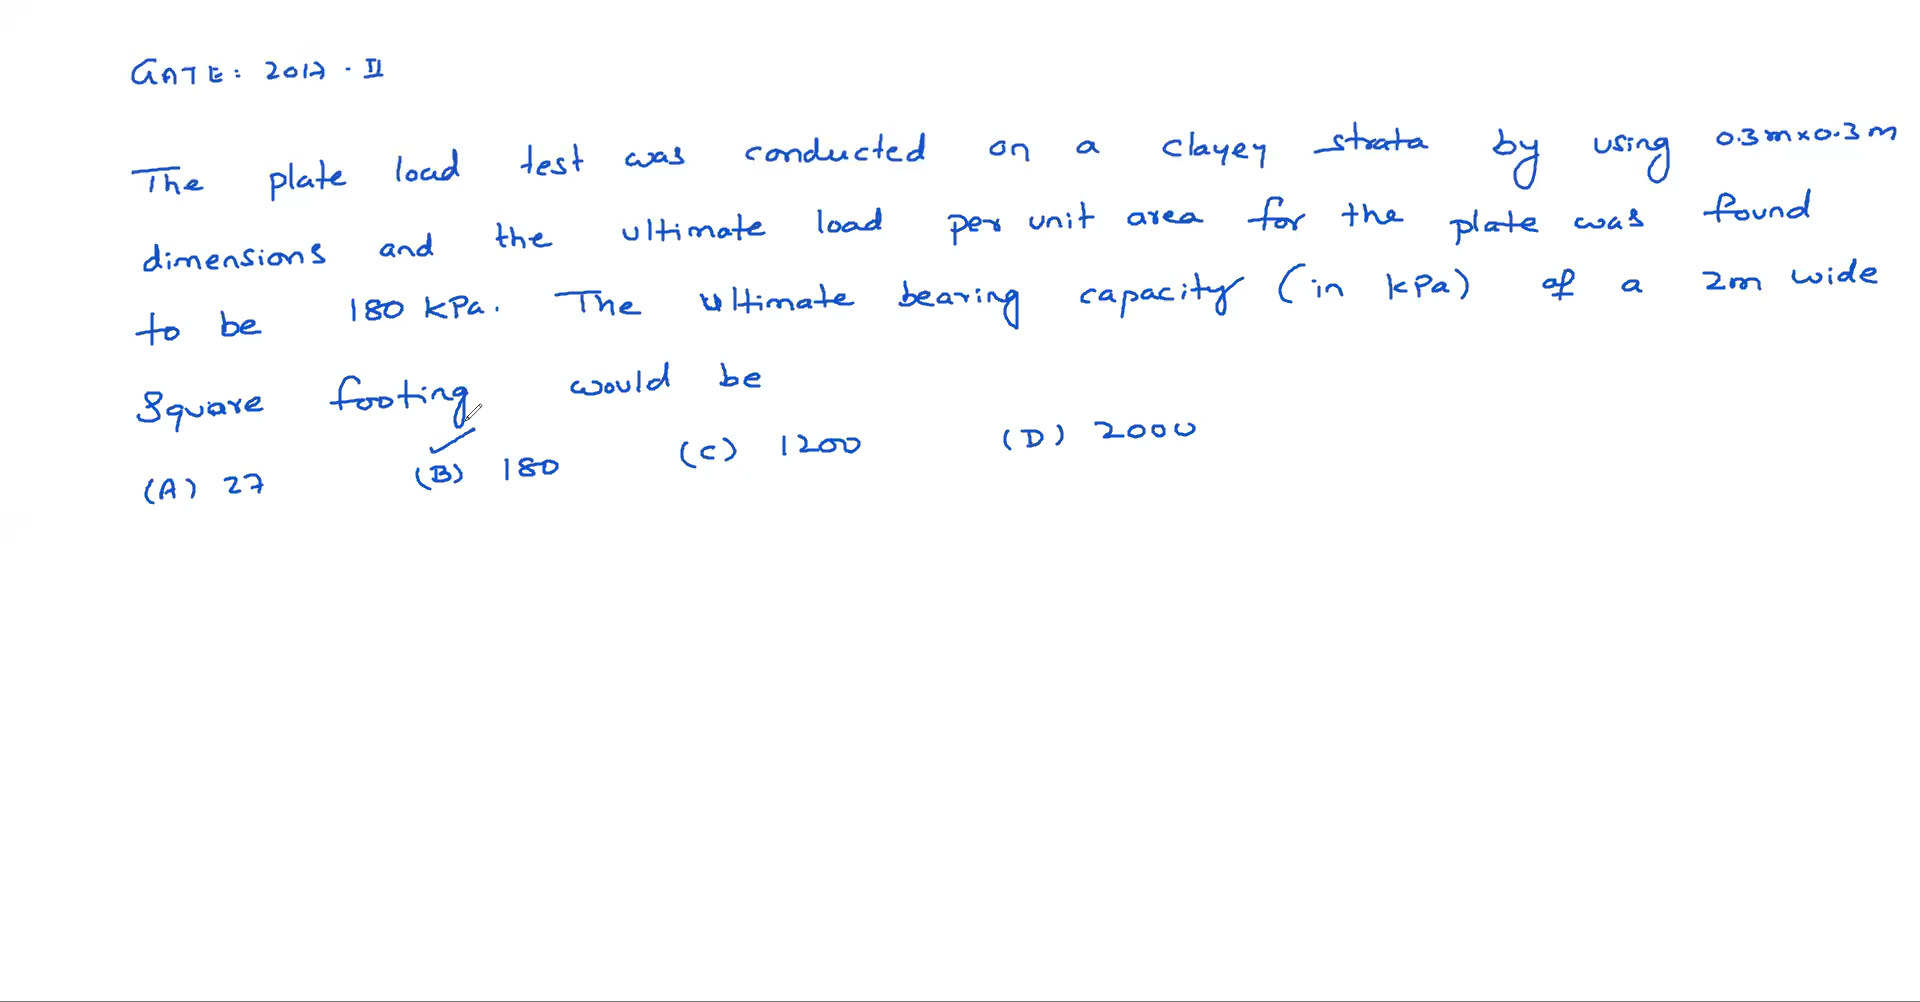 GATE: 2017 - II
The plate load test was conducted on a clayey strata by using 0.3m×0.3m
dimensions and the ultimate load per unit area for the plate was found
to be 180 kPa. The ultimate bearing capacity (in kPa) of a 2m wide
Square footing would be
(A) 27 (B) 180 (C) 1200 (D) 2000